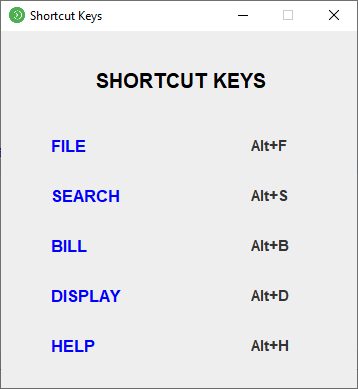 Shortcut Keys
SHORTCUT KEYS
FILE Alt+F
SEARCH Alt+S
BILL Alt+B
DISPLAY Alt+D
HELP Alt+H